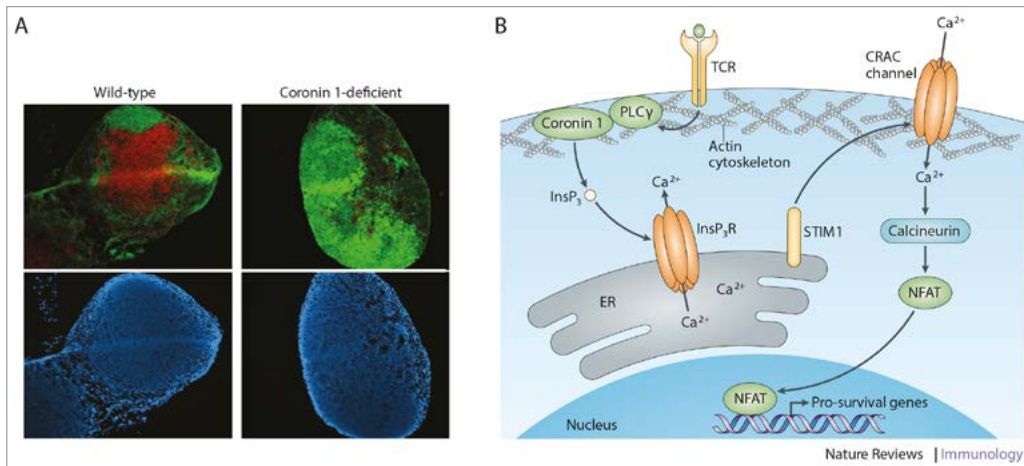 A
Wild-type
Coronin 1-deficient
B
Ca2+
CRAC
channel
TCR
PLCγ
Coronin 1
Actin
cytoskeleton
Ca2+
InsP3
Ca2+
InsP3R
STIM1
Calcineurin
ER
Ca2+
NFAT
Ca2+
NFAT
Pro-survival genes
Nucleus
Nature Reviews | Immunology